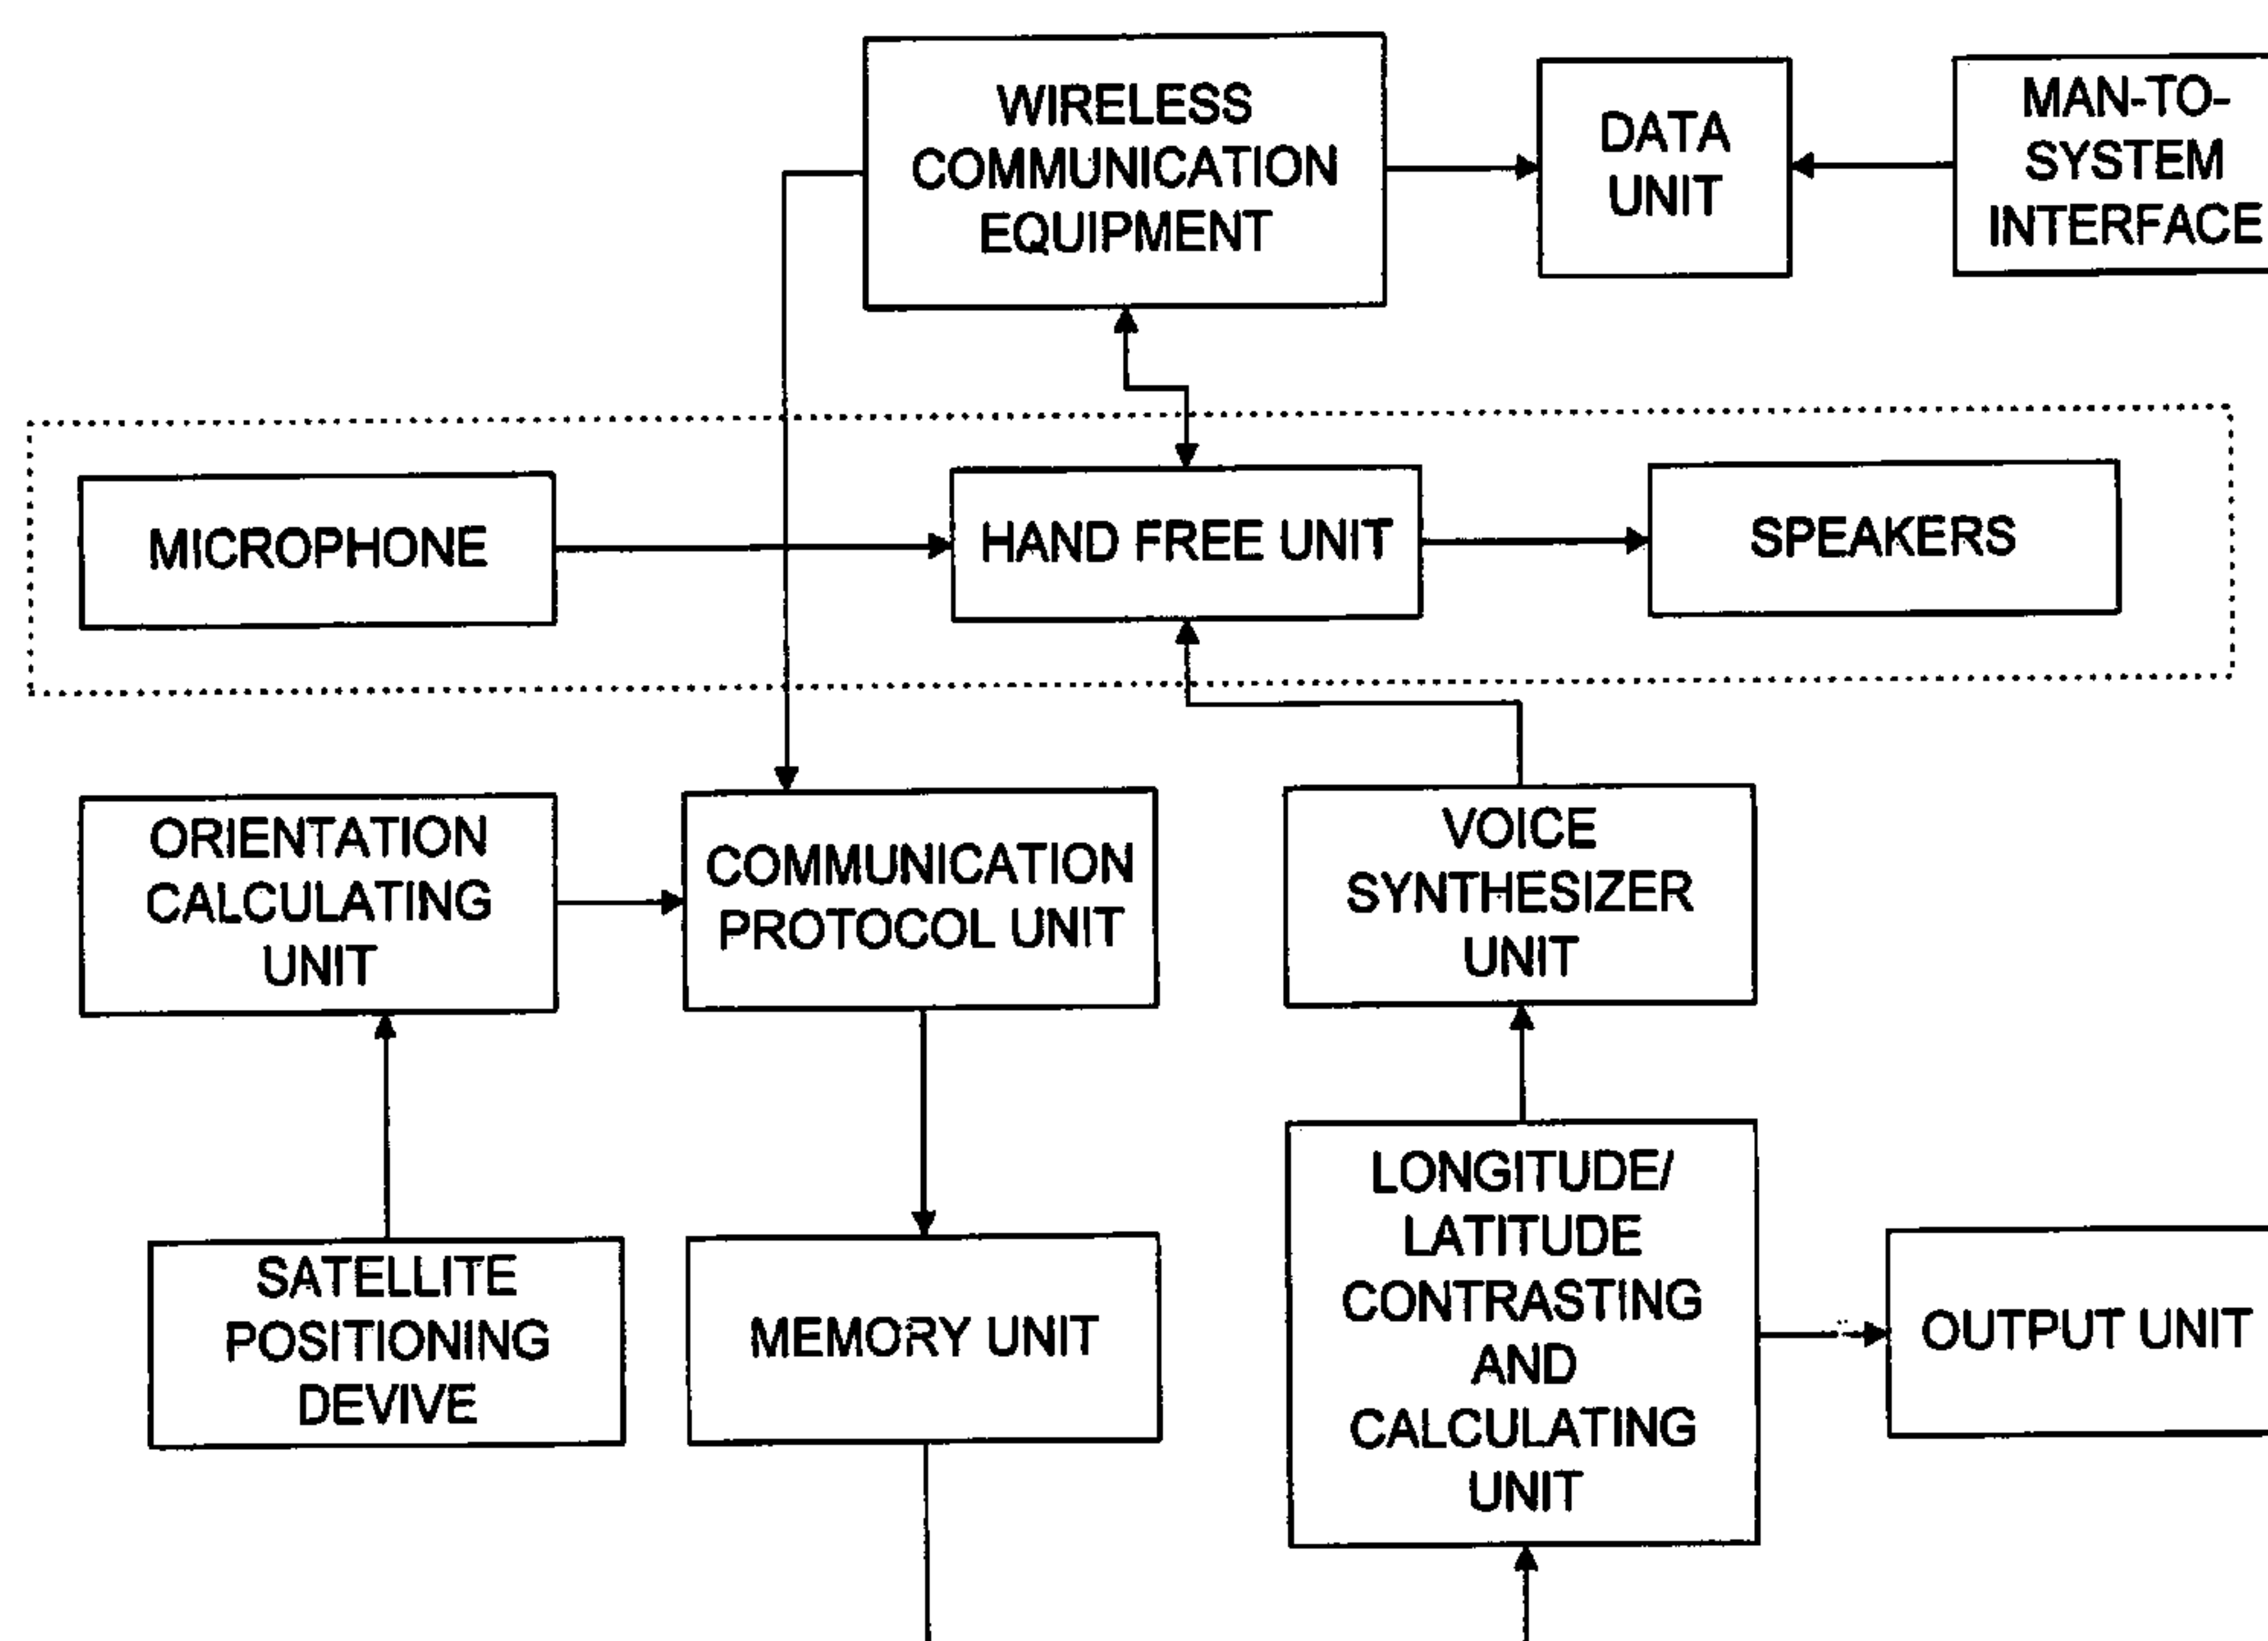 WIRELESS
COMMUNICATION
EQUIPMENT
DATA
UNIT
MAN-TO-
SYSTEM
INTERFACE
MICROPHONE
HAND FREE UNIT
SPEAKERS
ORIENTATION
CALCULATING
UNIT
COMMUNICATION
PROTOCOL UNIT
VOICE
SYNTHESIZER
UNIT
SATELLITE
POSITIONING
DEVIVE
MEMORY UNIT
LONGITUDE/
LATITUDE
CONTRASTING
AND
CALCULATING
UNIT
OUTPUT UNIT